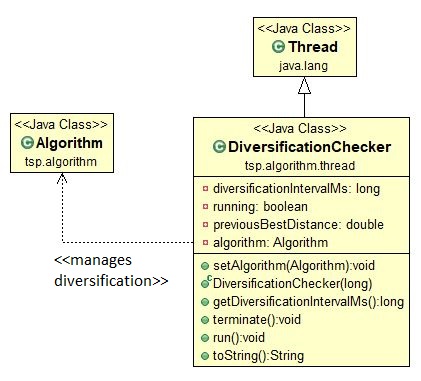 <<Java Class>>
Thread
java.lang
<<Java Class>>
Algorithm
tsp.algorithm
<<Java Class>>
DiversificationChecker
tsp.algorithm.thread
diversificationIntervalMs: long
running: boolean
previousBestDistance: double
algorithm: Algorithm
setAlgorithm(Algorithm):void
DiversificationChecker(long)
getDiversificationIntervalMs():long
terminate():void
run():void
toString():String
<<manages
diversification>>